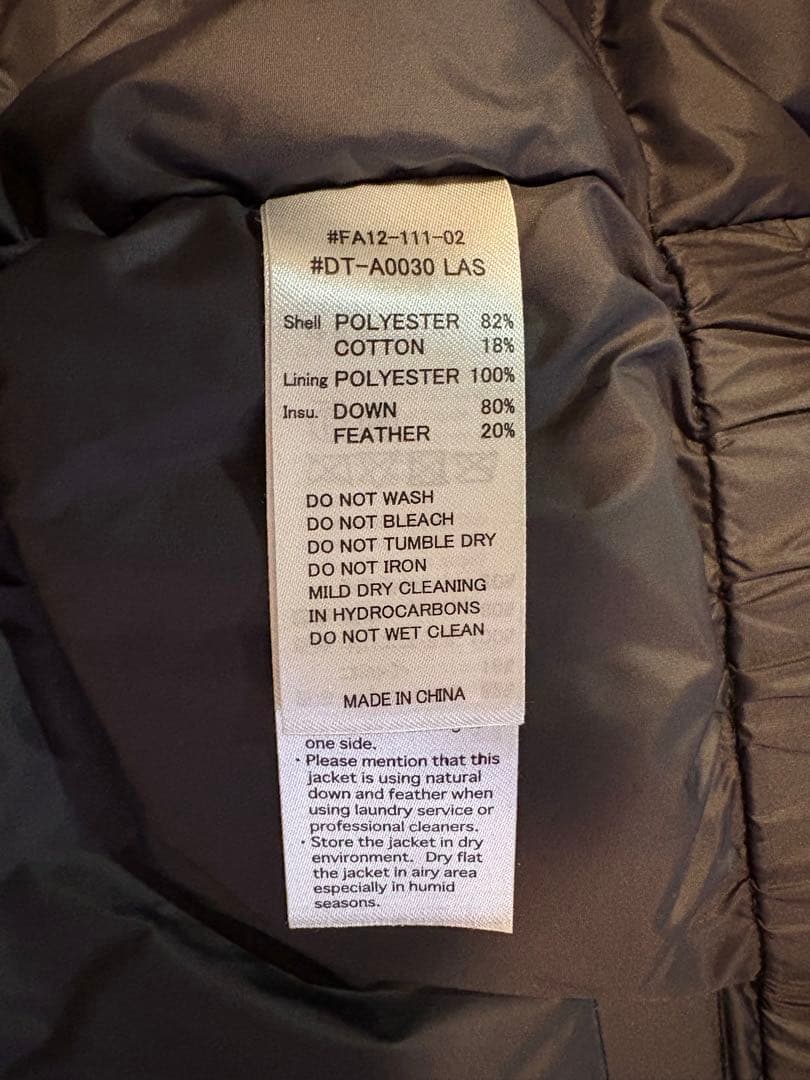 #FA12-111-02
#DT-A0030 LAS
Shell POLYESTER 82%
COTTON 18%
Lining POLYESTER 100%
Insu. DOWN 80%
FEATHER 20%
DO NOT WASH
DO NOT BLEACH
DO NOT TUMBLE DRY
DO NOT IRON
MILD DRY CLEANING
IN HYDROCARBONS
DO NOT WET CLEAN
MADE IN CHINA
one side.
・Please mention that this
jacket is using natural
down and feather when
using laundry service or
professional cleaners.
・Store the jacket in dry
environment. Dry flat
the jacket in airy area
especially in humid
seasons.